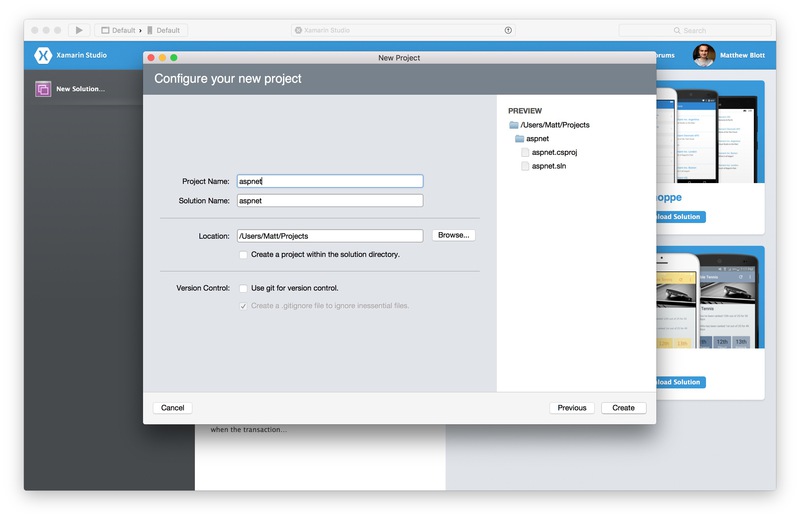 Default › Default
Xamarin Studio
Search
Xamarin Studio
orums
Matthew Blott
New Project
New Solution...
Configure your new project
PREVIEW
/Users/Matt/Projects
aspnet
aspnet.csproj
aspnet.sln
Project Name: aspnet
Solution Name: aspnet
Location: /Users/Matt/Projects Browse...
Create a project within the solution directory.
Version Control: Use git for version control.
Create a .gitignore file to ignore inessential files.
hoppe
load Solution
12th 13th
load Solution
Cancel Previous Create
when the transaction...